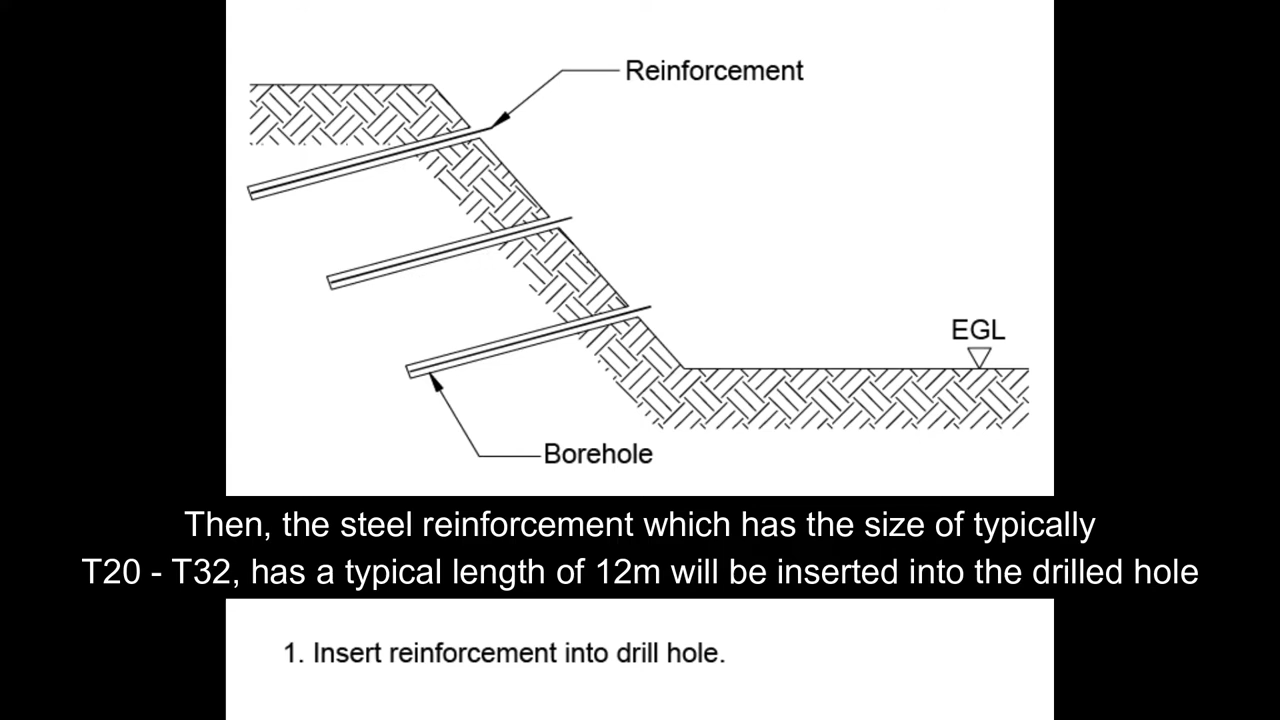 Reinforcement
EGL
Borehole
Then, the steel reinforcement which has the size of typically
T20 - T32, has a typical length of 12m will be inserted into the drilled hole
1. Insert reinforcement into drill hole.